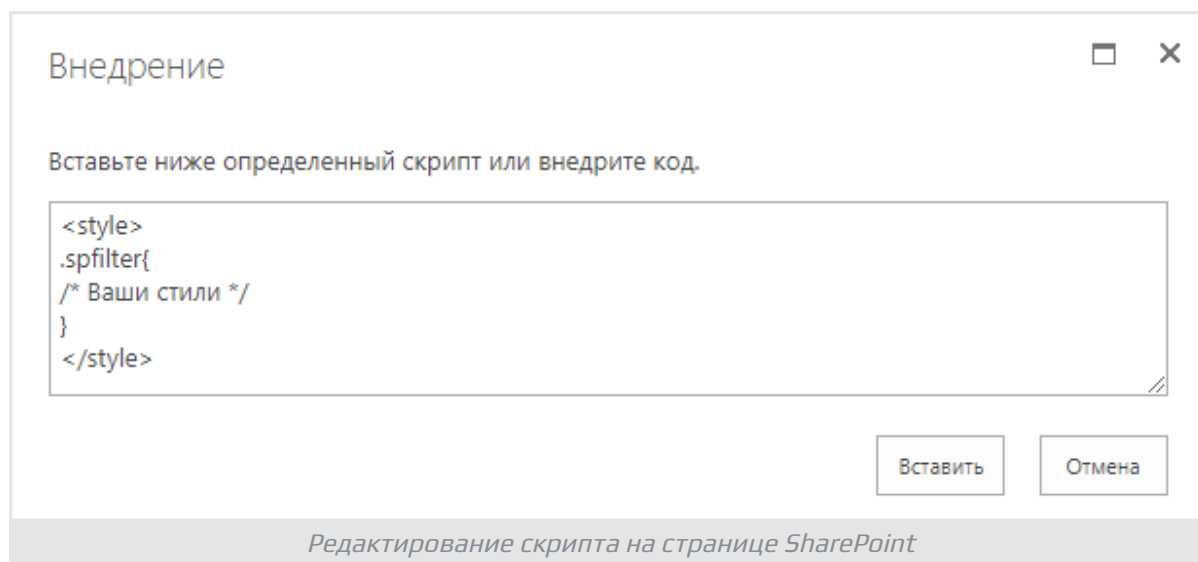 Внедрение
Вставьте ниже определенный скрипт или внедрите код.
<style>
.spfilter{
/* Ваши стили */
}
</style>
Вставить Отмена
Редактирование скрипта на странице SharePoint